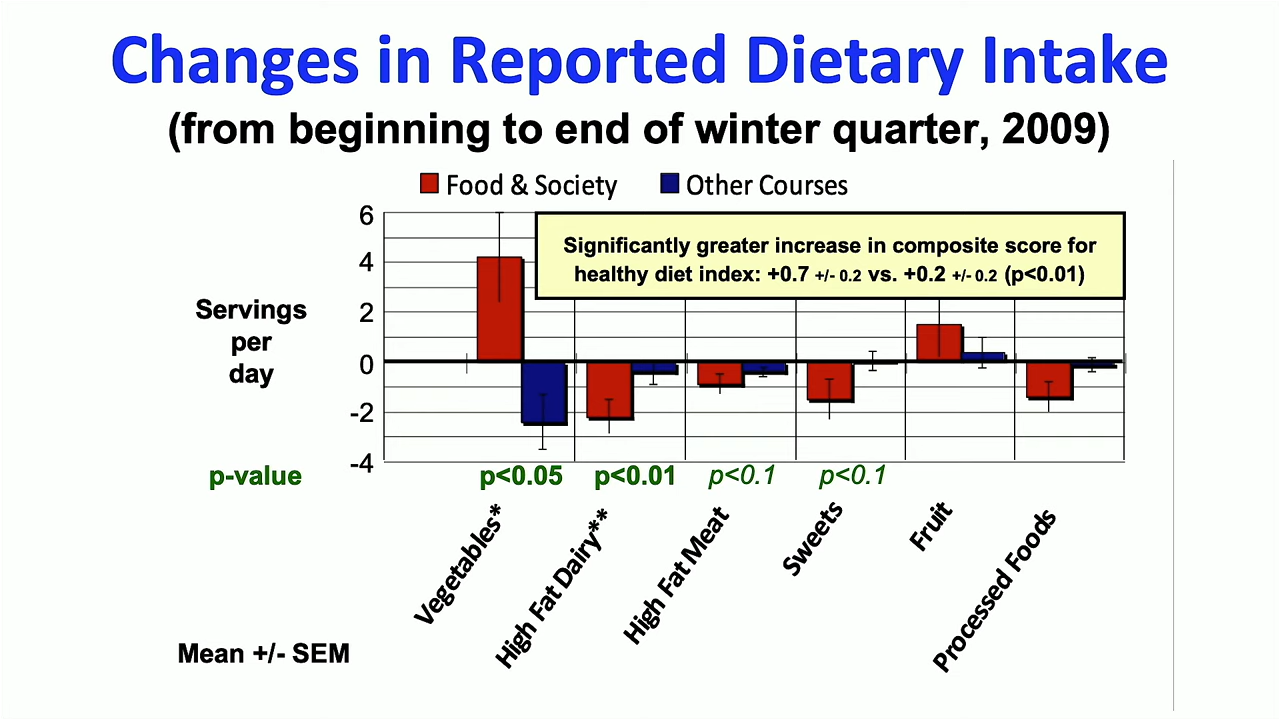 Changes in Reported Dietary Intake
(from beginning to end of winter quarter, 2009)
Food & Society
Other Courses
Significantly greater increase in composite score for
healthy diet index: +0.7 +/- 0.2 vs. +0.2 +/- 0.2 (p<0.01)
Servings
per
day
6
4
2
0
-2
-4
p-value
p<0.05
p<0.01
p<0.1
p<0.1
Vegetables*
High Fat Dairy**
High Fat Meat
Sweets
Fruit
Processed Foods
Mean +/- SEM